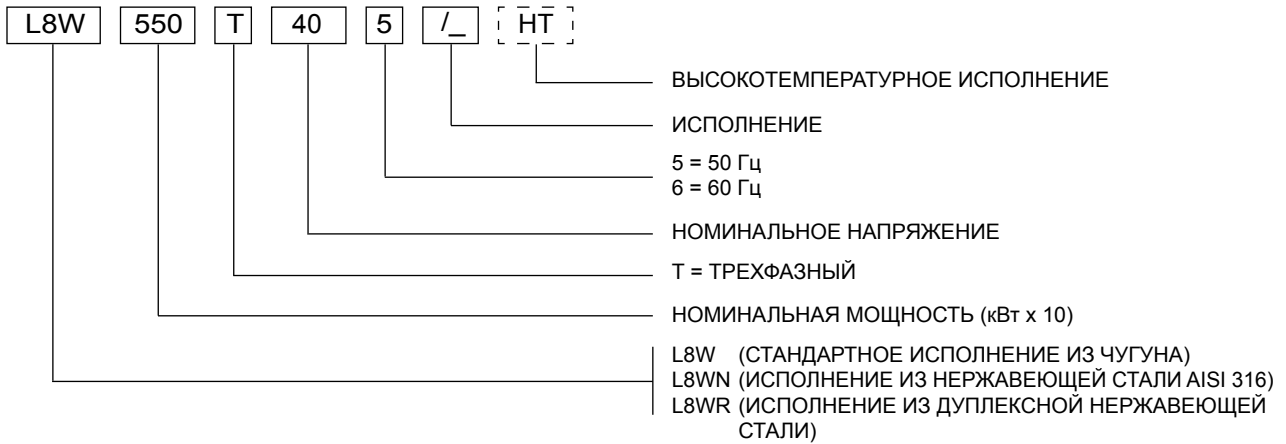 L8W 550 T 40 5 /_ HT
ВЫСОКОТЕМПЕРАТУРНОЕ ИСПОЛНЕНИЕ
ИСПОЛНЕНИЕ
5 = 50 Гц
6 = 60 Гц
НОМИНАЛЬНОЕ НАПРЯЖЕНИЕ
T = ТРЕХФАЗНЫЙ
НОМИНАЛЬНАЯ МОЩНОСТЬ (кВт x 10)
L8W (СТАНДАРТНОЕ ИСПОЛНЕНИЕ ИЗ ЧУГУНА)
L8WN (ИСПОЛНЕНИЕ ИЗ НЕРЖАВЕЮЩЕЙ СТАЛИ AISI 316)
L8WR (ИСПОЛНЕНИЕ ИЗ ДУПЛЕКСНОЙ НЕРЖАВЕЮЩЕЙ
СТАЛИ)